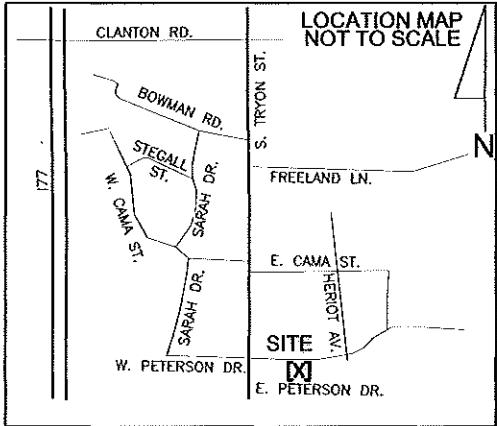 LOCATION MAP
NOT TO SCALE
CLANTON RD.
BOWMAN RD.
S. TRYON ST.
N
STEGALL
ST.
FREELAND LN.
I77
W. CAMA ST.
SARAH DR.
E. CAMA ST.
SARAH DR.
HERIOT AV.
SITE
[X]
W. PETERSON DR.
E. PETERSON DR.